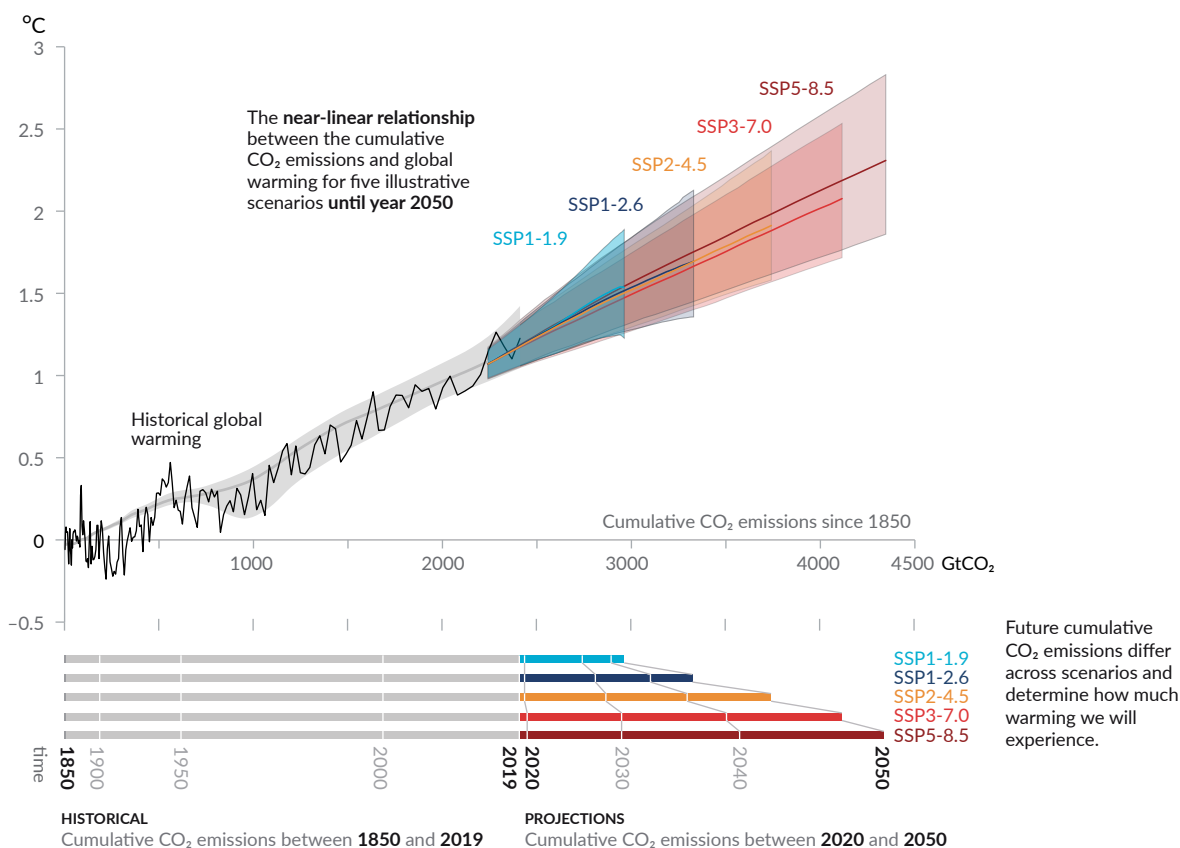 °C
3
2.5
2
1.5
1
0.5
0
–0.5
The near-linear relationship
between the cumulative
CO₂ emissions and global
warming for five illustrative
scenarios until year 2050
SSP5-8.5
SSP3-7.0
SSP2-4.5
SSP1-2.6
SSP1-1.9
Historical global
warming
Cumulative CO₂ emissions since 1850
1000
2000
3000
4000
4500 GtCO₂
SSP1-1.9
SSP1-2.6
SSP2-4.5
SSP3-7.0
SSP5-8.5
Future cumulative
CO₂ emissions differ
across scenarios and
determine how much
warming we will
experience.
time
1850
1900
1950
2000
2019
2020
2030
2040
2050
HISTORICAL
Cumulative CO₂ emissions between 1850 and 2019
PROJECTIONS
Cumulative CO₂ emissions between 2020 and 2050